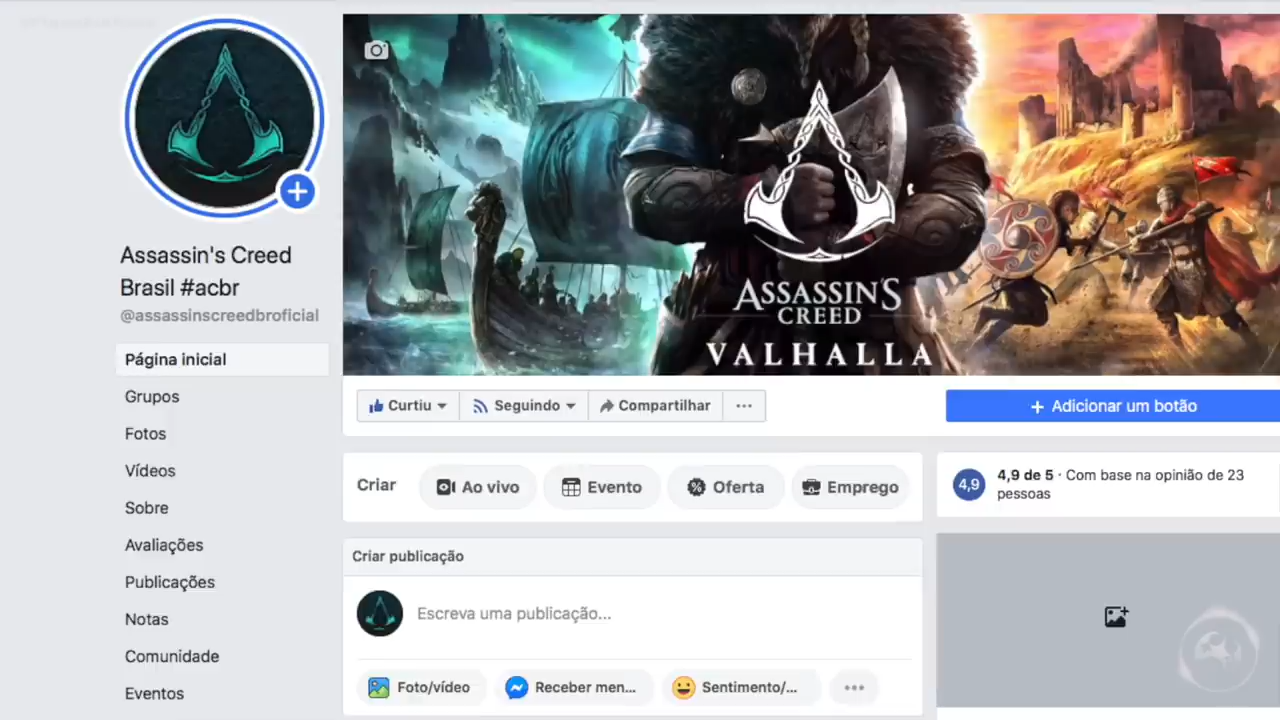 Assassin's Creed
Brasil #acbr
@assassinscreedbroficial
Página inicial
Grupos
Fotos
Vídeos
Sobre
Avaliações
Publicações
Notas
Comunidade
Eventos
ASSASSIN'S
CREED
VALHALLA
Curtiu
Seguindo
Compartilhar
+ Adicionar um botão
Criar
Ao vivo
Evento
Oferta
Emprego
4,9
4,9 de 5 · Com base na opinião de 23
pessoas
Criar publicação
Escreva uma publicação...
Foto/vídeo
Receber men...
Sentimento/...